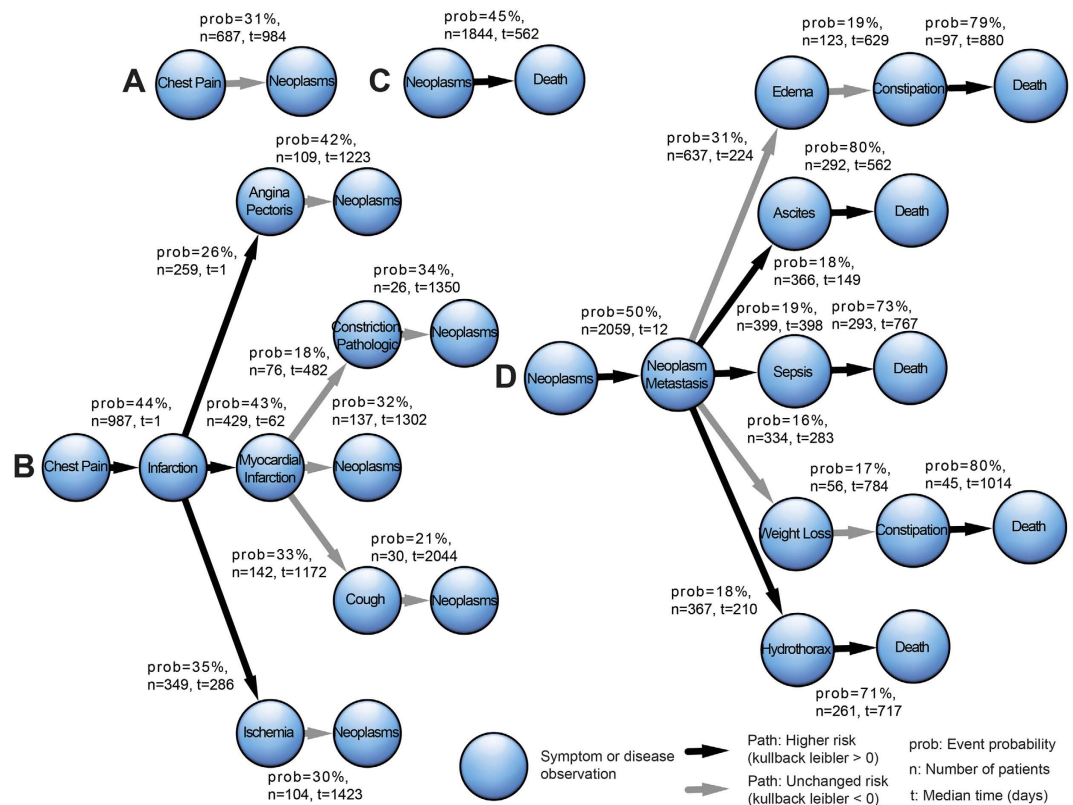 A
prob=31%,
n=687, t=984
Chest Pain
Neoplasms
C
prob=45%,
n=1844, t=562
Neoplasms
Death
B
Chest Pain
prob=44%,
n=987, t=1
Infarction
prob=26%,
n=259, t=1
Angina
Pectoris
prob=42%,
n=109, t=1223
Neoplasms
prob=43%,
n=429, t=62
Myocardial
Infarction
prob=18%,
n=76, t=482
Constriction
Pathologic
prob=34%,
n=26, t=1350
Neoplasms
prob=32%,
n=137, t=1302
Neoplasms
prob=33%,
n=142, t=1172
Cough
prob=21%,
n=30, t=2044
Neoplasms
prob=35%,
n=349, t=286
Ischemia
prob=30%,
n=104, t=1423
Neoplasms
D
Neoplasms
prob=50%,
n=2059, t=12
Neoplasm
Metastasis
prob=31%,
n=637, t=224
Edema
prob=19%,
n=123, t=629
Constipation
prob=79%,
n=97, t=880
Death
prob=18%,
n=366, t=149
Ascites
prob=80%,
n=292, t=562
Death
prob=19%,
n=399, t=398
Sepsis
prob=73%,
n=293, t=767
Death
prob=16%,
n=334, t=283
Weight Loss
prob=17%,
n=56, t=784
Constipation
prob=80%,
n=45, t=1014
Death
prob=18%,
n=367, t=210
Hydrothorax
prob=71%,
n=261, t=717
Death
Symptom or disease
observation
Path: Higher risk
(kullback leibler > 0)
Path: Unchanged risk
(kullback leibler < 0)
prob: Event probability
n: Number of patients
t: Median time (days)